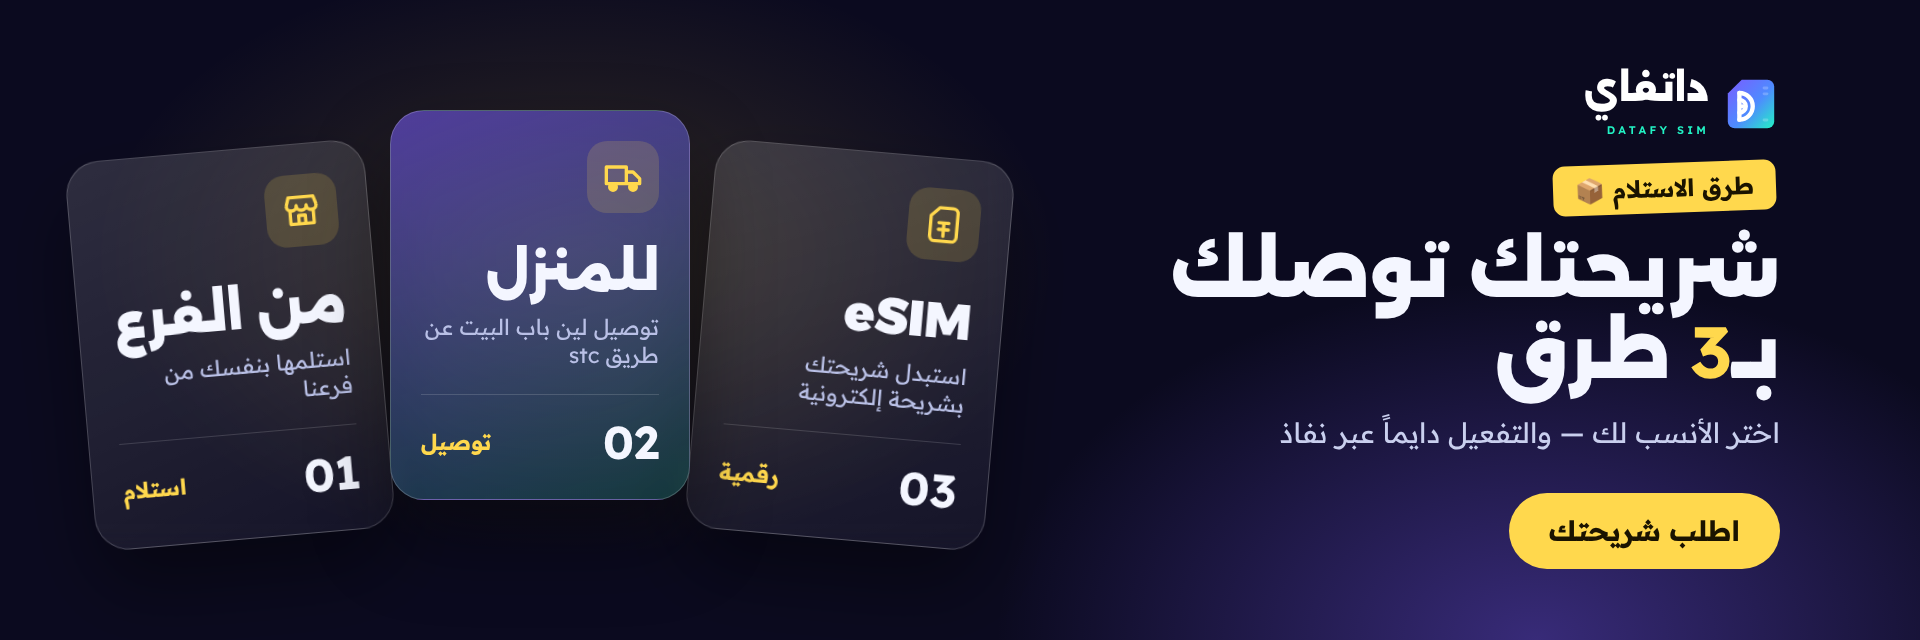 داتفاي
DATAFY SIM
طرق الاستلام 📦
شريحتك توصلك
بـ3 طرق
اختر الأنسب لك — والتفعيل دايماً عبر نفاذ
اطلب شريحتك
eSIM
استبدل شريحتك
بشريحة إلكترونية
03
رقمية
للمنزل
توصيل لين باب البيت عن
طريق stc
02
توصيل
من الفرع
استلمها بنفسك من
فرعنا
01
استلام